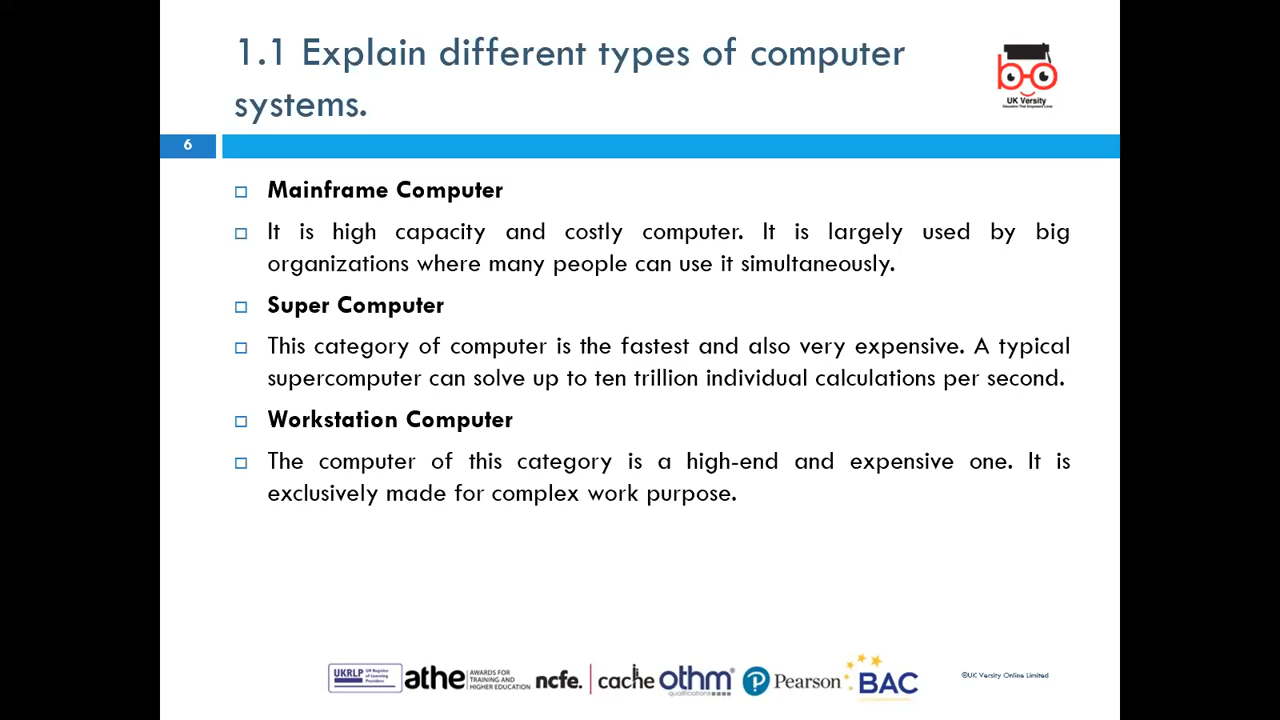 1.1 Explain different types of computer
systems.
UK Versity
6
Mainframe Computer
It is high capacity and costly computer. It is largely used by big
organizations where many people can use it simultaneously.
Super Computer
This category of computer is the fastest and also very expensive. A typical
supercomputer can solve up to ten trillion individual calculations per second.
Workstation Computer
The computer of this category is a high-end and expensive one. It is
exclusively made for complex work purpose.
UKRLP UK Register of Learning Providers
athe AWARDS FOR TRAINING AND HIGHER EDUCATION
ncfe. cache
othm qualifications
Pearson
BAC
©UK Versity Online Limited